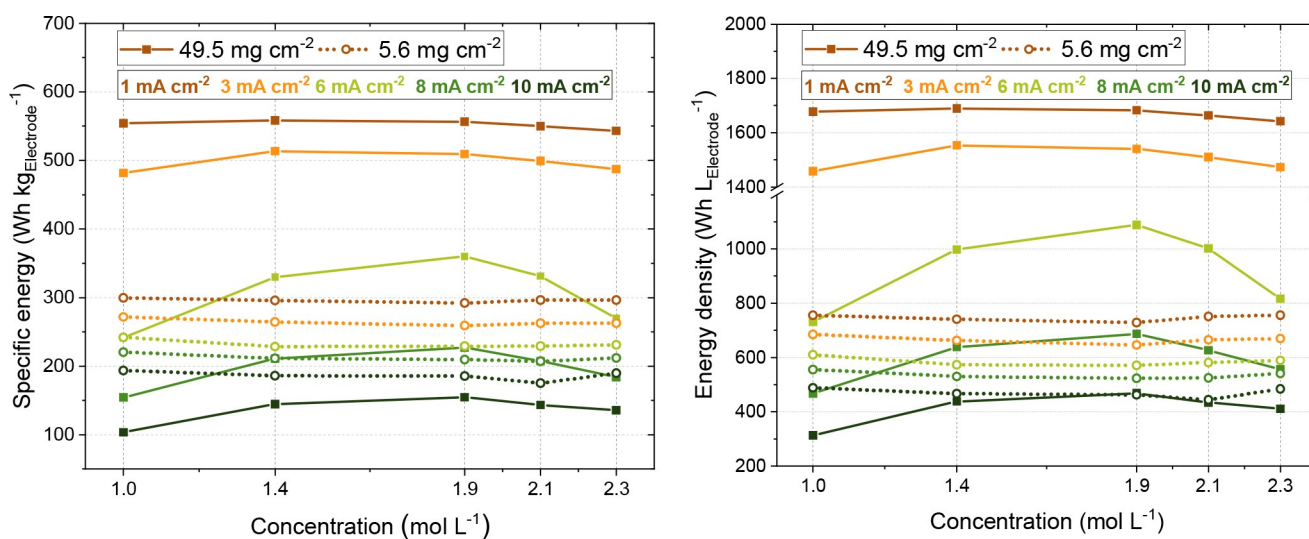 Specific energy (Wh kg_Electrode⁻¹)
700
600
500
400
300
200
100
49.5 mg cm⁻² 5.6 mg cm⁻²
1 mA cm⁻² 3 mA cm⁻² 6 mA cm⁻² 8 mA cm⁻² 10 mA cm⁻²
1.0 1.4 1.9 2.1 2.3
Concentration (mol L⁻¹)
Energy density (Wh L_Electrode⁻¹)
2000
1800
1600
1400
1000
800
600
400
200
49.5 mg cm⁻² 5.6 mg cm⁻²
1 mA cm⁻² 3 mA cm⁻² 6 mA cm⁻² 8 mA cm⁻² 10 mA cm⁻²
1.0 1.4 1.9 2.1 2.3
Concentration (mol L⁻¹)